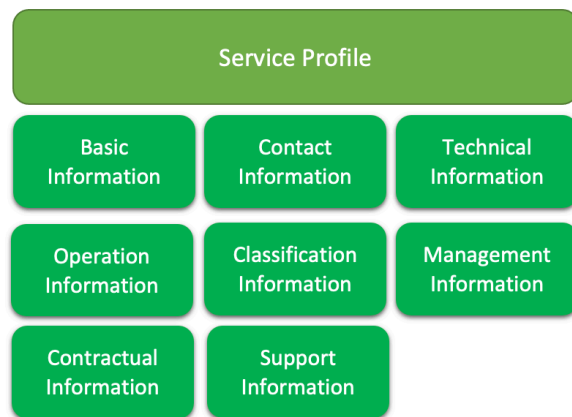 Service Profile
Basic
Information
Contact
Information
Technical
Information
Operation
Information
Classification
Information
Management
Information
Contractual
Information
Support
Information